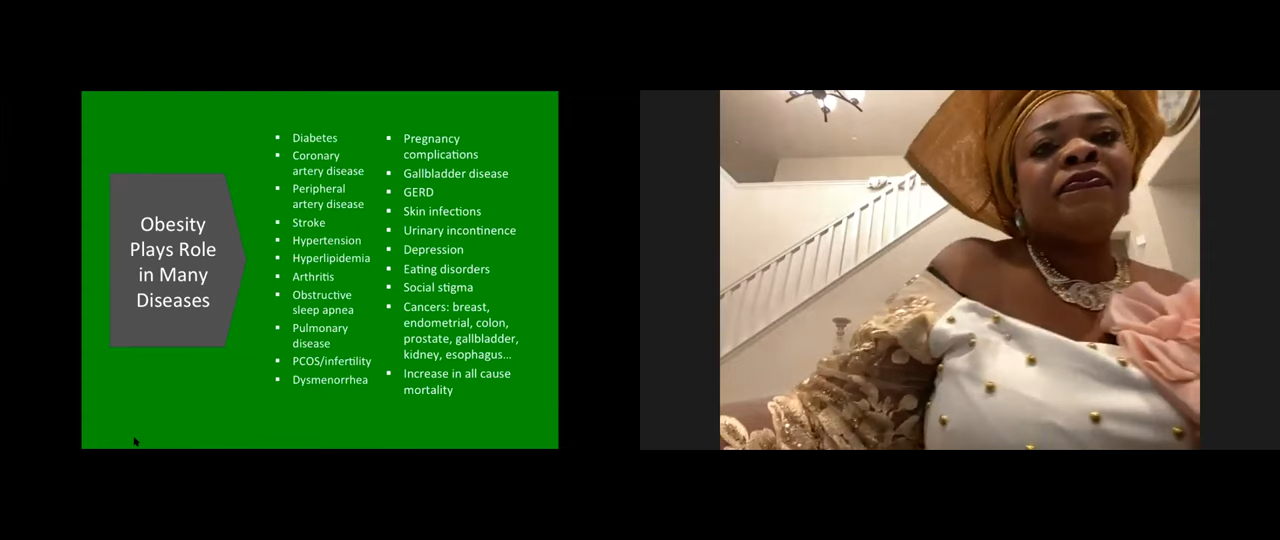 Obesity
Plays Role
in Many
Diseases
Diabetes
Coronary
artery disease
Peripheral
artery disease
Stroke
Hypertension
Hyperlipidemia
Arthritis
Obstructive
sleep apnea
Pulmonary
disease
PCOS/infertility
Dysmenorrhea
Pregnancy
complications
Gallbladder disease
GERD
Skin infections
Urinary incontinence
Depression
Eating disorders
Social stigma
Cancers: breast,
endometrial, colon,
prostate, gallbladder,
kidney, esophagus…
Increase in all cause
mortality